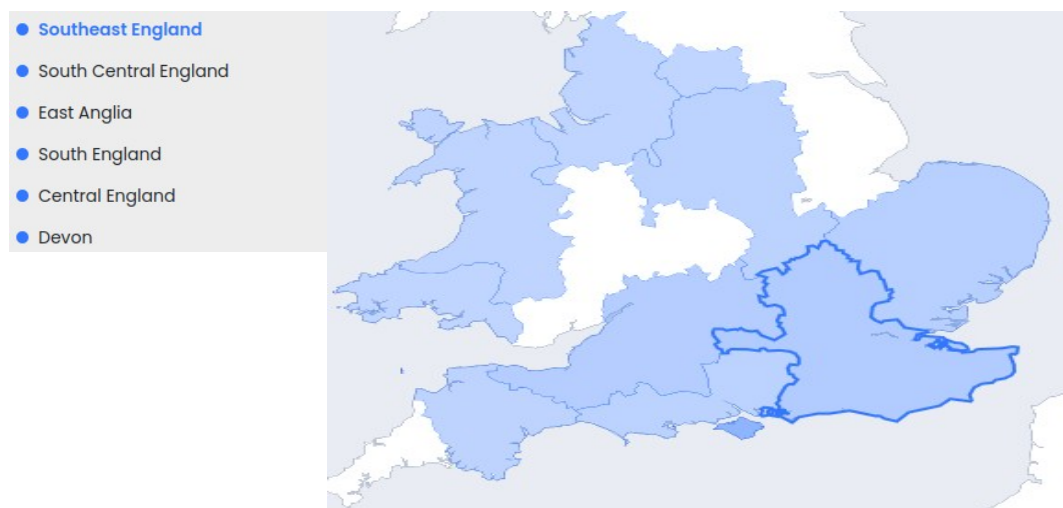 Southeast England
South Central England
East Anglia
South England
Central England
Devon